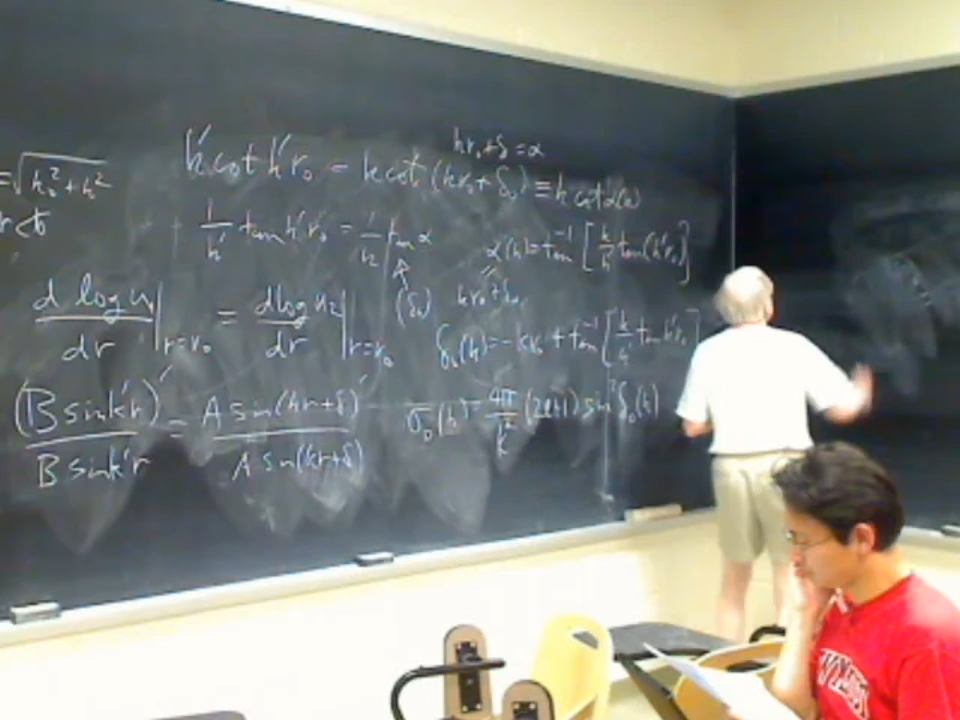 kr₀+δ = α
k' cot k'r₀ = k cot (kr₀ + δ₀) ≡ k cot α(k)
= √(k₀² + k²)
r<b
1/k' tan k'r₀ = 1/k tan α
α(k) = tan⁻¹ [k/k' tan(k'r₀)]
(δ₀)
kr₀ + δ₀
d log u₁/dr |r=r₀ = d log u₂/dr |r=r₀
δ₀(k) = -kr₀ + tan⁻¹ [k/k' tan k'r₀]
(B sin k'r)'/B sin k'r = A sin(kr+δ)'/A sin(kr+δ)
σ₀(k) = 4π/k² (2l+1) sin² δ₀(k)